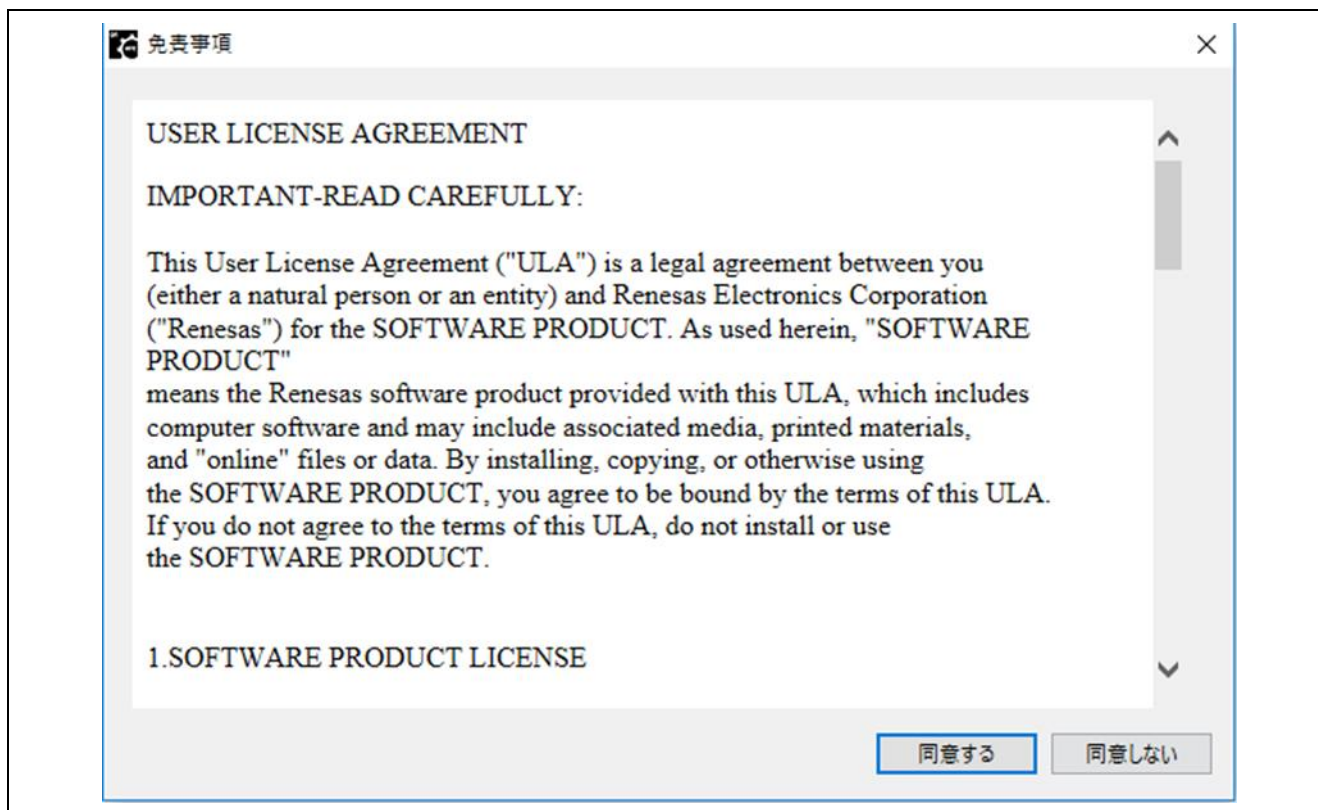 免責事項
USER LICENSE AGREEMENT
IMPORTANT-READ CAREFULLY:
This User License Agreement ("ULA") is a legal agreement between you
(either a natural person or an entity) and Renesas Electronics Corporation
("Renesas") for the SOFTWARE PRODUCT. As used herein, "SOFTWARE
PRODUCT"
means the Renesas software product provided with this ULA, which includes
computer software and may include associated media, printed materials,
and "online" files or data. By installing, copying, or otherwise using
the SOFTWARE PRODUCT, you agree to be bound by the terms of this ULA.
If you do not agree to the terms of this ULA, do not install or use
the SOFTWARE PRODUCT.
1.SOFTWARE PRODUCT LICENSE
同意する 同意しない